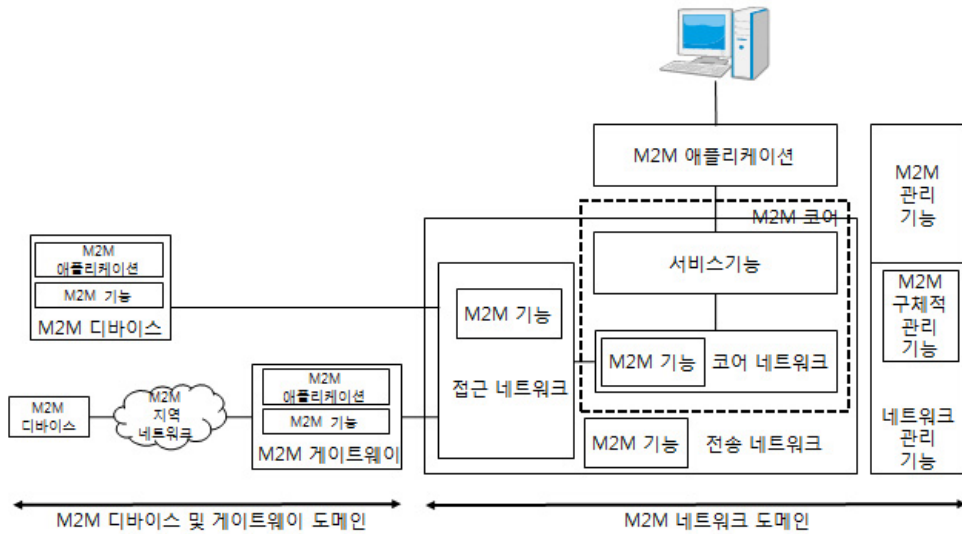 M2M 애플리케이션
M2M
관리
기능
M2M 코어
서비스기능
M2M
애플리케이션
M2M 기능
M2M 디바이스
M2M 기능
접근 네트워크
M2M 기능
코어 네트워크
M2M
구체적
관리
기능
M2M
디바이스
M2M
지역
네트워크
M2M
애플리케이션
M2M 기능
M2M 게이트웨이
M2M 기능
전송 네트워크
네트워크
관리
기능
M2M 디바이스 및 게이트웨이 도메인
M2M 네트워크 도메인